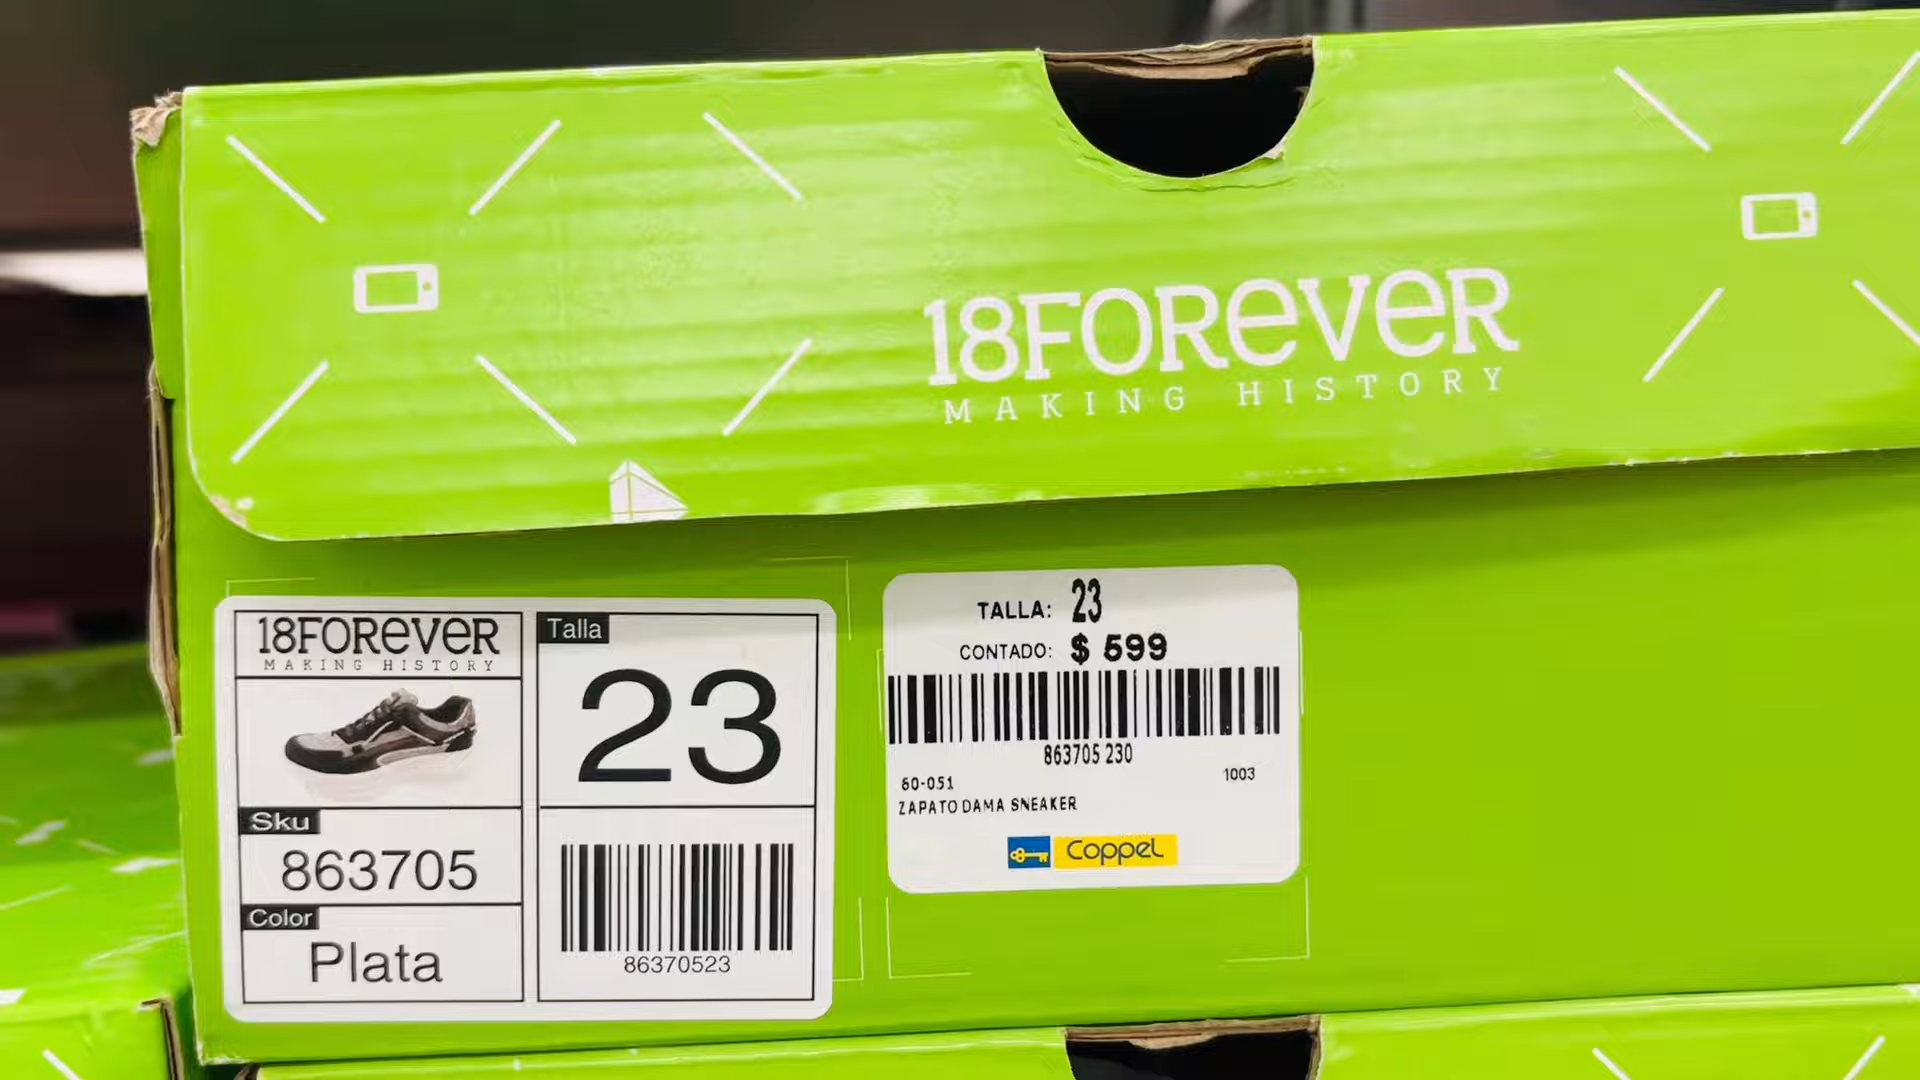 18FOReVeR
MAKING HISTORY
18FOReVeR
MAKING HISTORY
Talla
23
Sku
863705
Color
Plata
86370523
TALLA: 23
CONTADO: $ 599
863705 230
60-051 1003
ZAPATO DAMA SNEAKER
Coppel